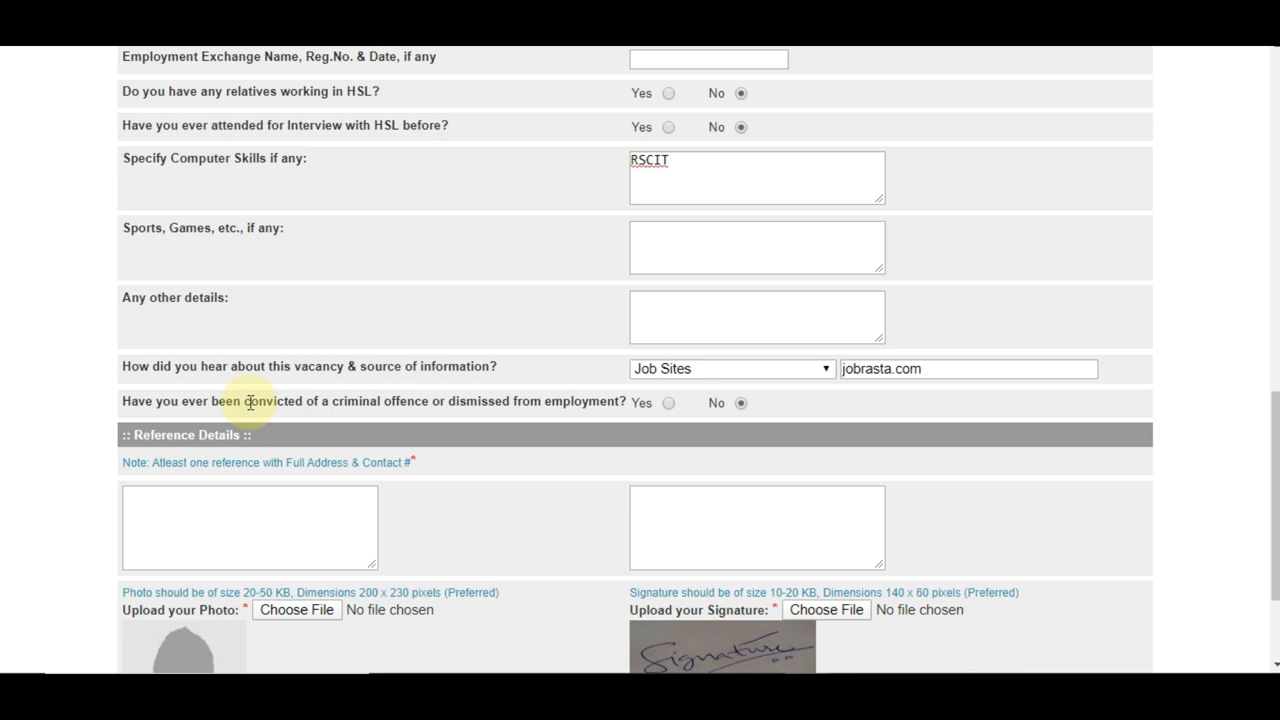 Employment Exchange Name, Reg.No. & Date, if any
Do you have any relatives working in HSL? Yes No
Have you ever attended for Interview with HSL before? Yes No
Specify Computer Skills if any: RSCIT
Sports, Games, etc., if any:
Any other details:
How did you hear about this vacancy & source of information? Job Sites jobrasta.com
Have you ever been convicted of a criminal offence or dismissed from employment? Yes No
:: Reference Details ::
Note: Atleast one reference with Full Address & Contact #*
Photo should be of size 20-50 KB, Dimensions 200 x 230 pixels (Preferred) Signature should be of size 10-20 KB, Dimensions 140 x 60 pixels (Preferred)
Upload your Photo: * Choose File No file chosen Upload your Signature: * Choose File No file chosen
Signature